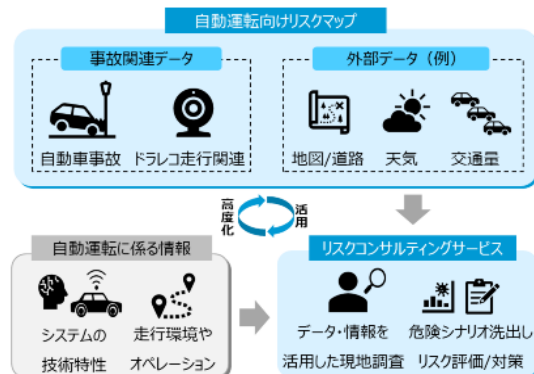 自動運転向けリスクマップ
事故関連データ
外部データ（例）
自動車事故
ドラレコ走行関連
地図/道路
天気
交通量
高度化
活用
自動運転に係る情報
リスクコンサルティングサービス
システムの
技術特性
走行環境や
オペレーション
データ・情報を
活用した現地調査
危険シナリオ洗出し
リスク評価/対策